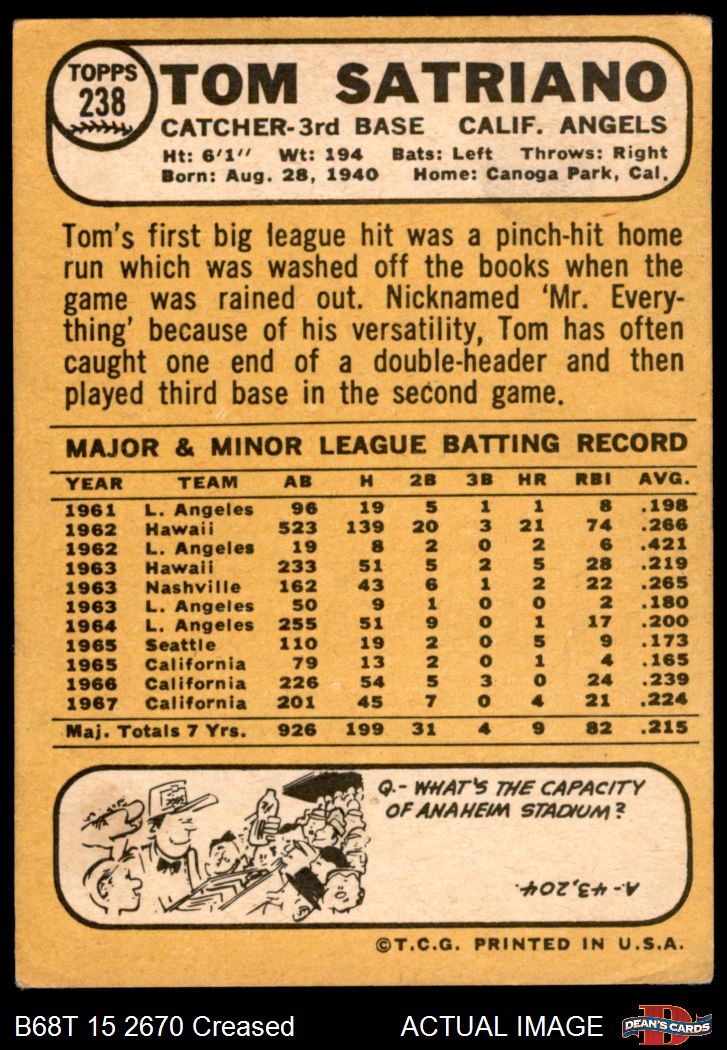 TOPPS
238
TOM SATRIANO
CATCHER-3rd BASE CALIF. ANGELS
Ht: 6'1" Wt: 194 Bats: Left Throws: Right
Born: Aug. 28, 1940 Home: Canoga Park, Cal.
Tom's first big league hit was a pinch-hit home
run which was washed off the books when the
game was rained out. Nicknamed 'Mr. Every-
thing' because of his versatility, Tom has often
caught one end of a double-header and then
played third base in the second game.
MAJOR & MINOR LEAGUE BATTING RECORD
YEAR TEAM AB H 2B 3B HR RBI AVG.
1961 L. Angeles 96 19 5 1 1 8 .198
1962 Hawaii 523 139 20 3 21 74 .266
1962 L. Angeles 19 8 2 0 2 6 .421
1963 Hawaii 233 51 5 2 5 28 .219
1963 Nashville 162 43 6 1 2 22 .265
1963 L. Angeles 50 9 1 0 0 2 .180
1964 L. Angeles 255 51 9 0 1 17 .200
1965 Seattle 110 19 2 0 5 9 .173
1965 California 79 13 2 0 1 4 .165
1966 California 226 54 5 3 0 24 .239
1967 California 201 45 7 0 4 21 .224
Maj. Totals 7 Yrs. 926 199 31 4 9 82 .215
Q.- WHAT'S THE CAPACITY
OF ANAHEIM STADIUM?
A-43,204.
©T.C.G. PRINTED IN U.S.A.
B68T 15 2670 Creased ACTUAL IMAGE
DEAN'S CARDS